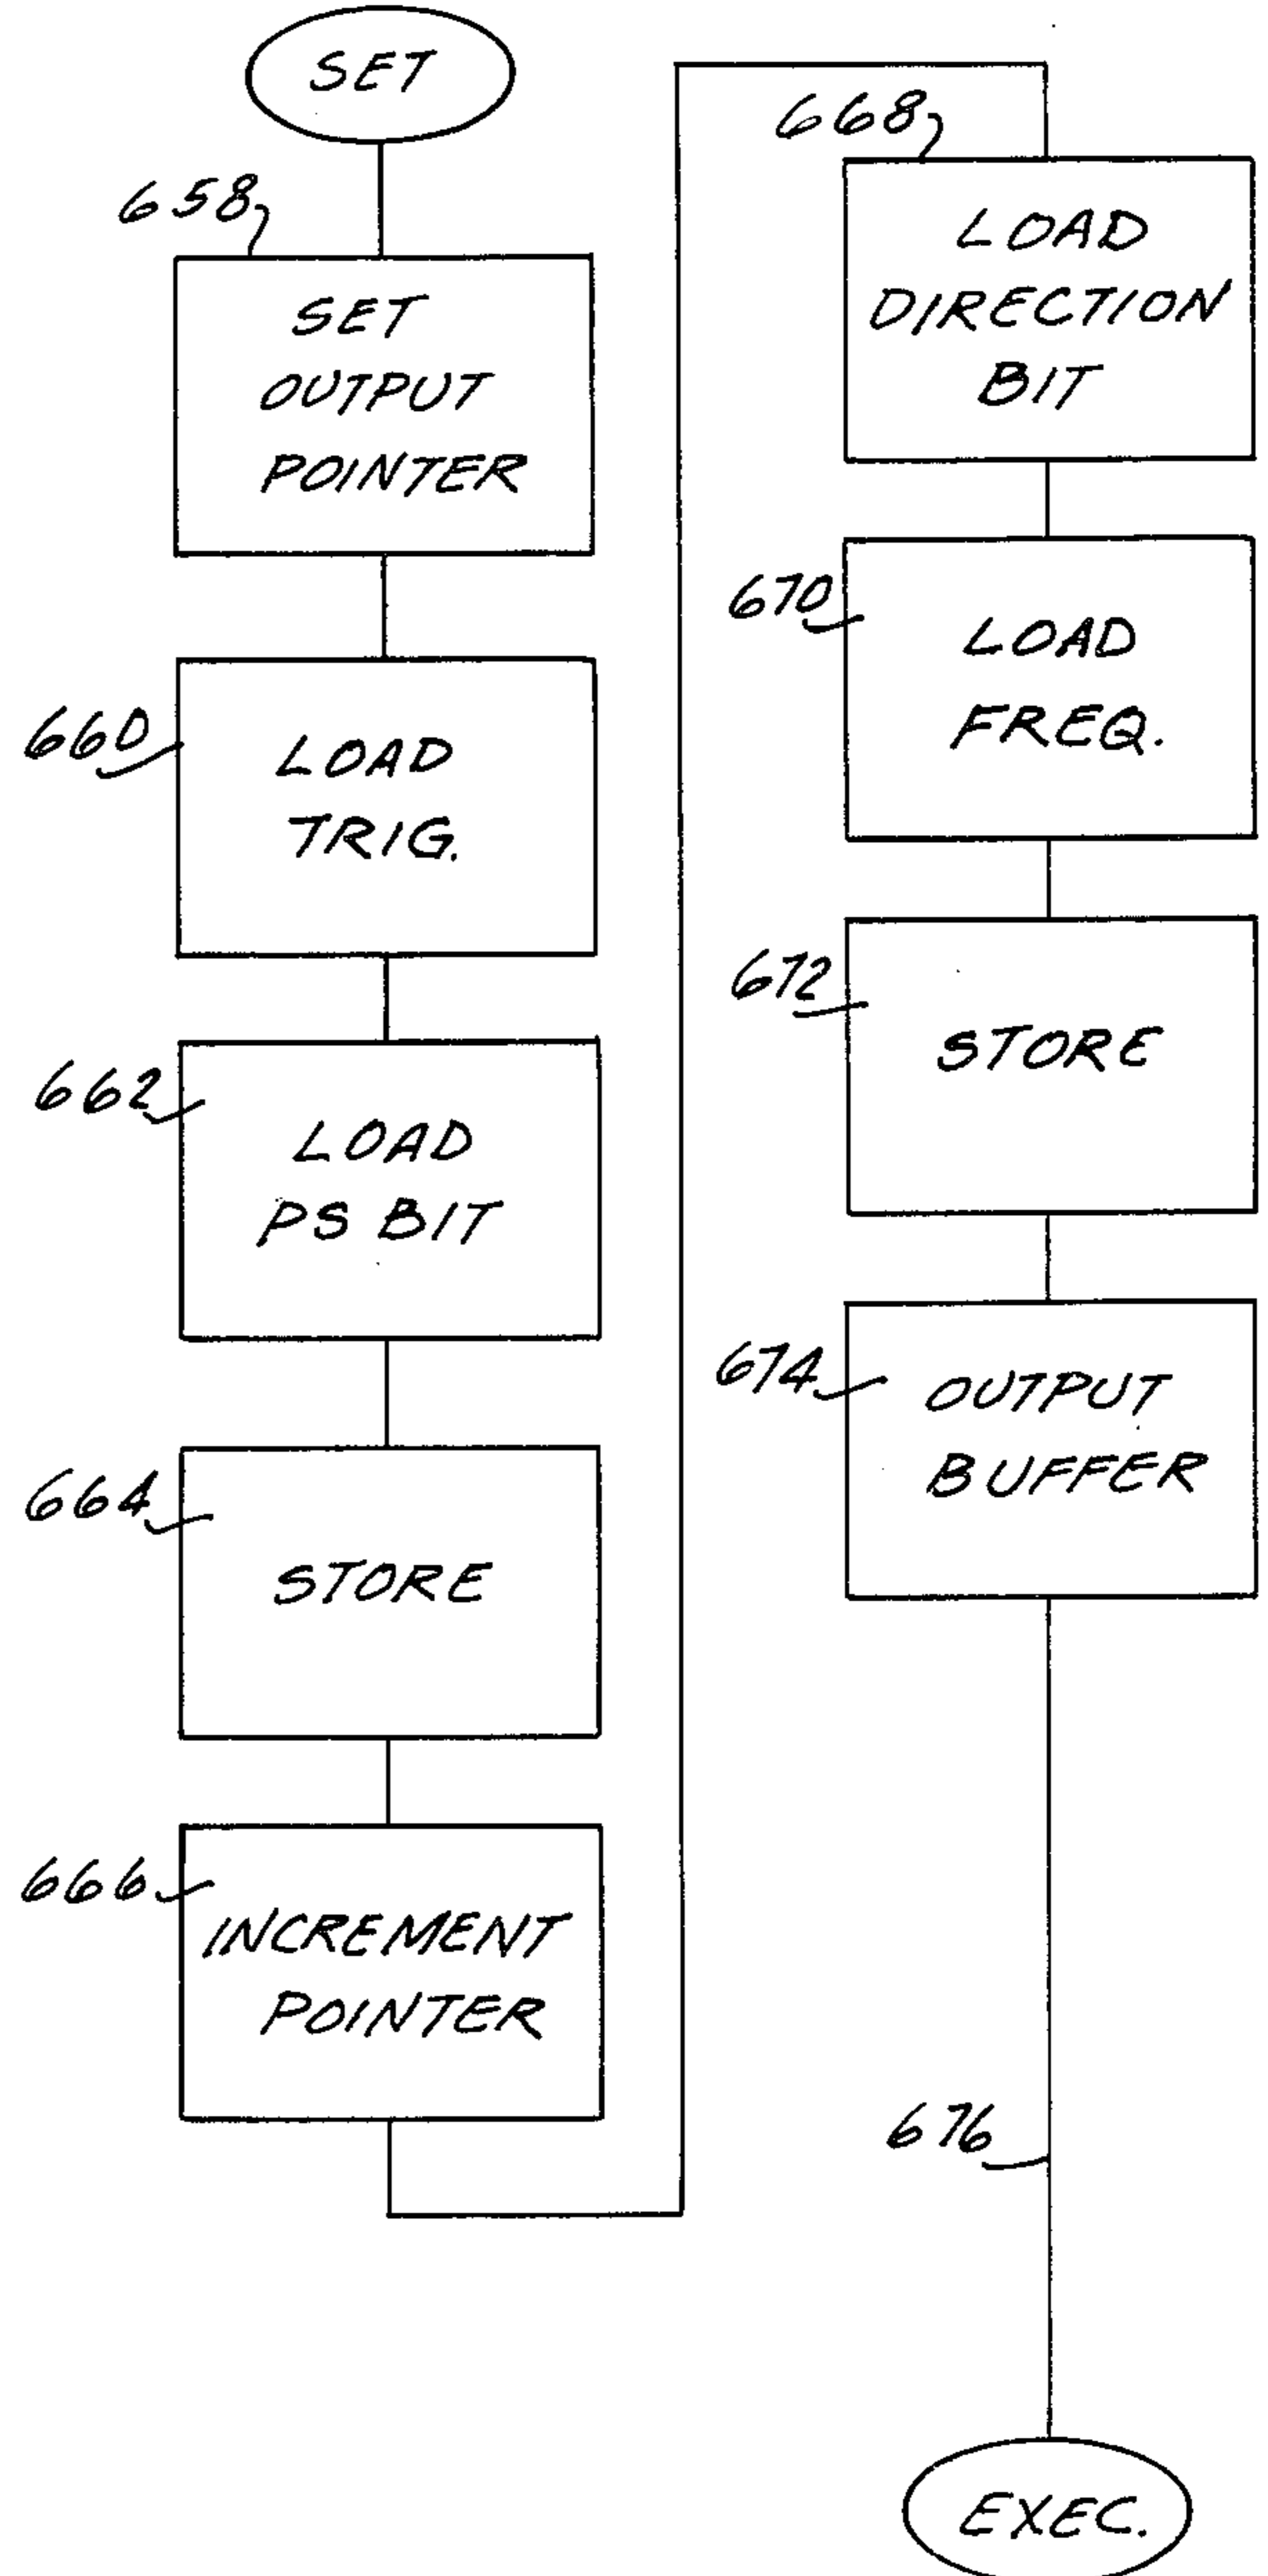 SET
658
SET
OUTPUT
POINTER
660
LOAD
TRIG.
662
LOAD
PS BIT
664
STORE
666
INCREMENT
POINTER
668
LOAD
DIRECTION
BIT
670
LOAD
FREQ.
672
STORE
674
OUTPUT
BUFFER
676
EXEC.